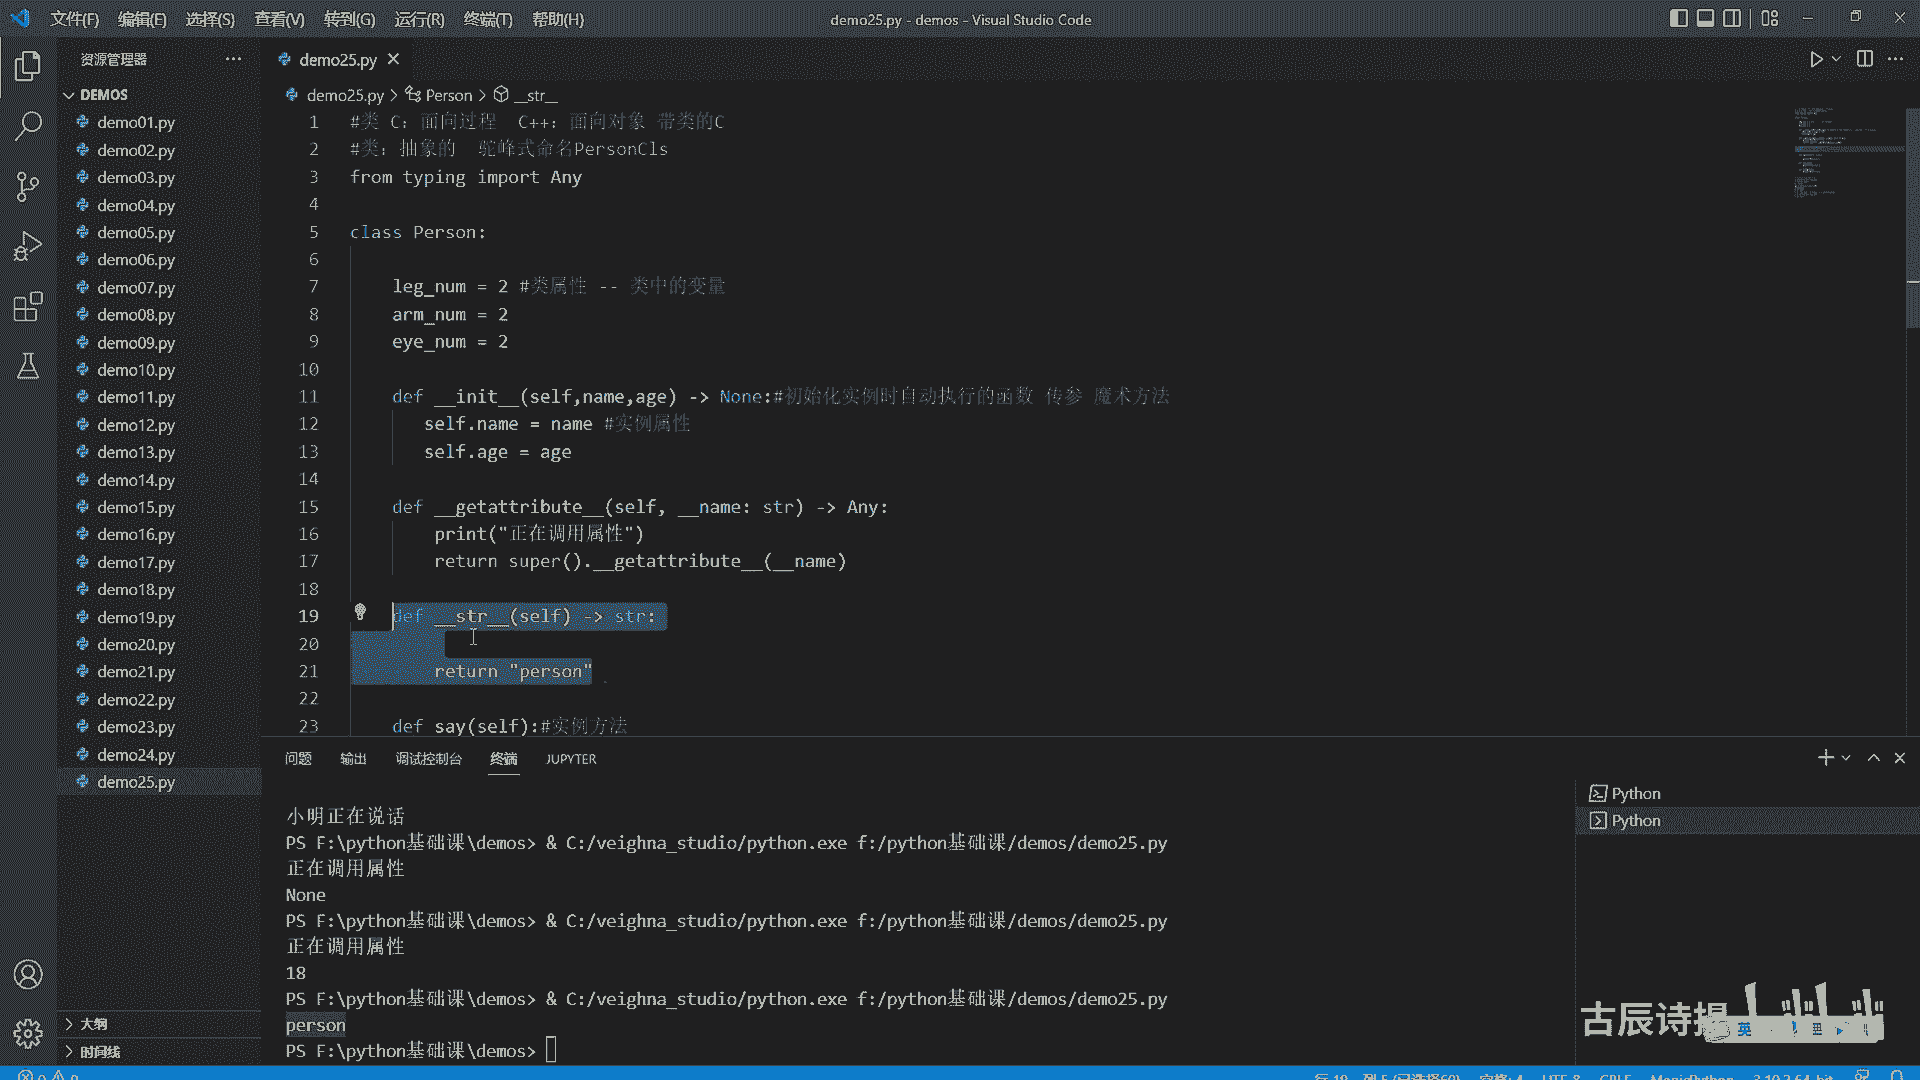 文件(F) 编辑(E) 选择(S) 查看(V) 转到(G) 运行(R) 终端(T) 帮助(H)
demo25.py - demos - Visual Studio Code
资源管理器
DEMOS
demo01.py
demo02.py
demo03.py
demo04.py
demo05.py
demo06.py
demo07.py
demo08.py
demo09.py
demo10.py
demo11.py
demo12.py
demo13.py
demo14.py
demo15.py
demo16.py
demo17.py
demo18.py
demo19.py
demo20.py
demo21.py
demo22.py
demo23.py
demo24.py
demo25.py
大纲
时间线
demo25.py
demo25.py > Person > __str__
1 #类 C：面向过程 C++：面向对象 带类的C
2 #类：抽象的 驼峰式命名PersonCls
3 from typing import Any
4
5 class Person:
6
7 leg_num = 2 #类属性 -- 类中的变量
8 arm_num = 2
9 eye_num = 2
10
11 def __init__(self,name,age) -> None:#初始化实例时自动执行的函数 传参 魔术方法
12 self.name = name #实例属性
13 self.age = age
14
15 def __getattribute__(self, __name: str) -> Any:
16 print("正在调用属性")
17 return super().__getattribute__(__name)
18
19 def __str__(self) -> str:
20
21 return "person"
22
23 def say(self):#实例方法
问题 输出 调试控制台 终端 JUPYTER
小明正在说话
PS F:\python基础课\demos> & C:/veighna_studio/python.exe f:/python基础课/demos/demo25.py
正在调用属性
None
PS F:\python基础课\demos> & C:/veighna_studio/python.exe f:/python基础课/demos/demo25.py
正在调用属性
18
PS F:\python基础课\demos> & C:/veighna_studio/python.exe f:/python基础课/demos/demo25.py
person
PS F:\python基础课\demos>
Python
Python
古辰诗
英